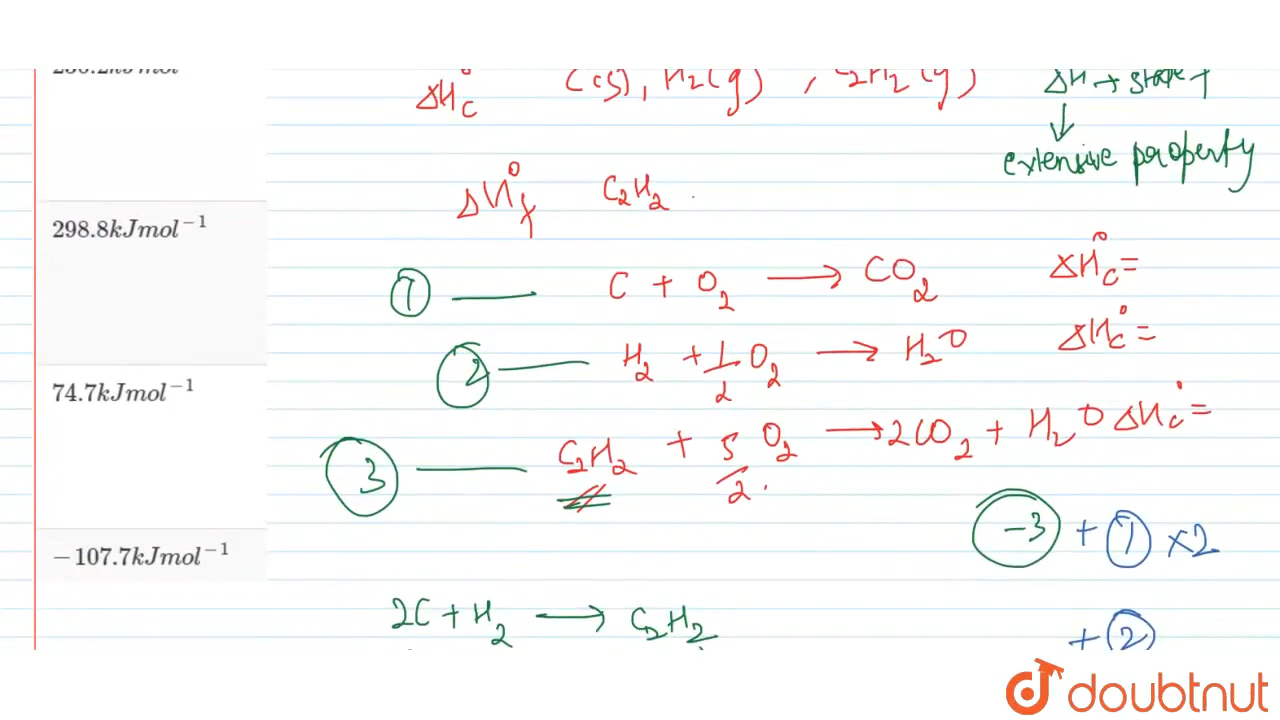 ΔH°c C(s), H₂(g) , C₂H₂(g) ΔH → state f
extensive property
ΔH°f C₂H₂
298.8kJmol⁻¹
① — C + O₂ → CO₂ ΔH°c =
② — H₂ + 1/2 O₂ → H₂O ΔH°c =
74.7kJmol⁻¹
③ — C₂H₂ + 5/2 O₂ → 2CO₂ + H₂O ΔH°c =
-3 + ① ×2
−107.7kJmol⁻¹
2C + H₂ → C₂H₂
+ ②
doubtnut